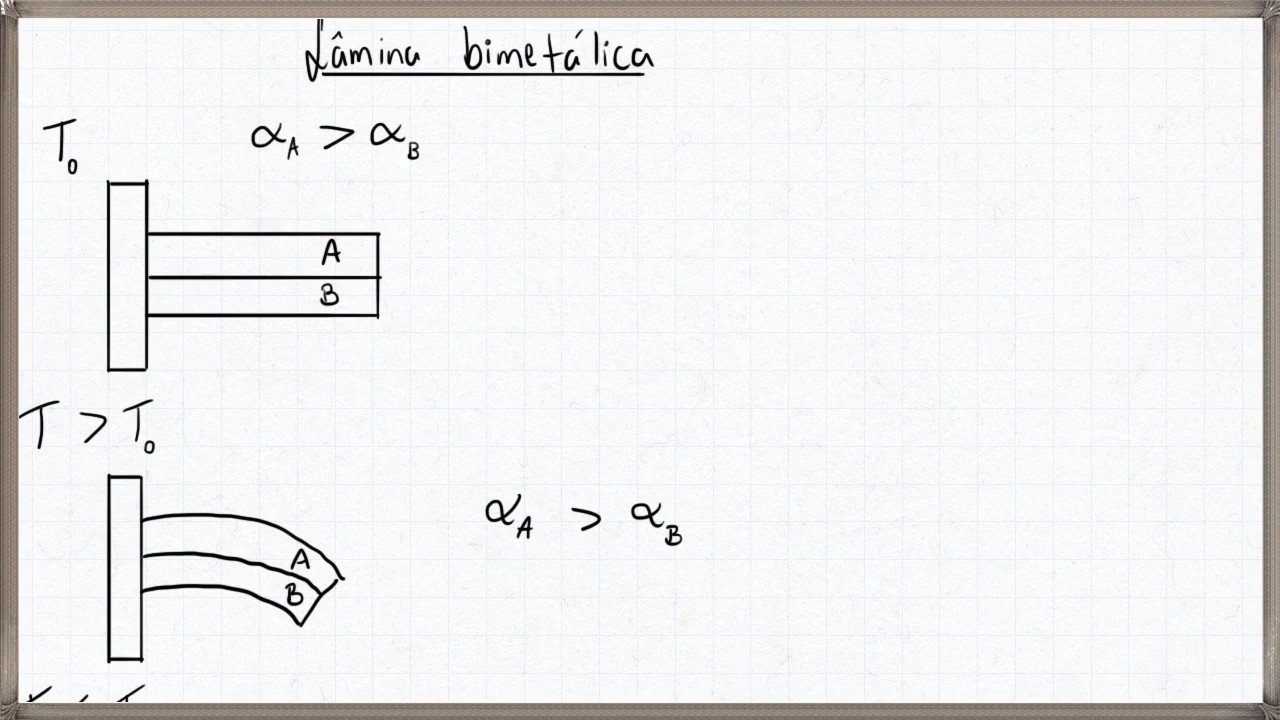 Lâmina bimetálica
T₀
α_A > α_B
A
B
T > T₀
α_A > α_B
A
B